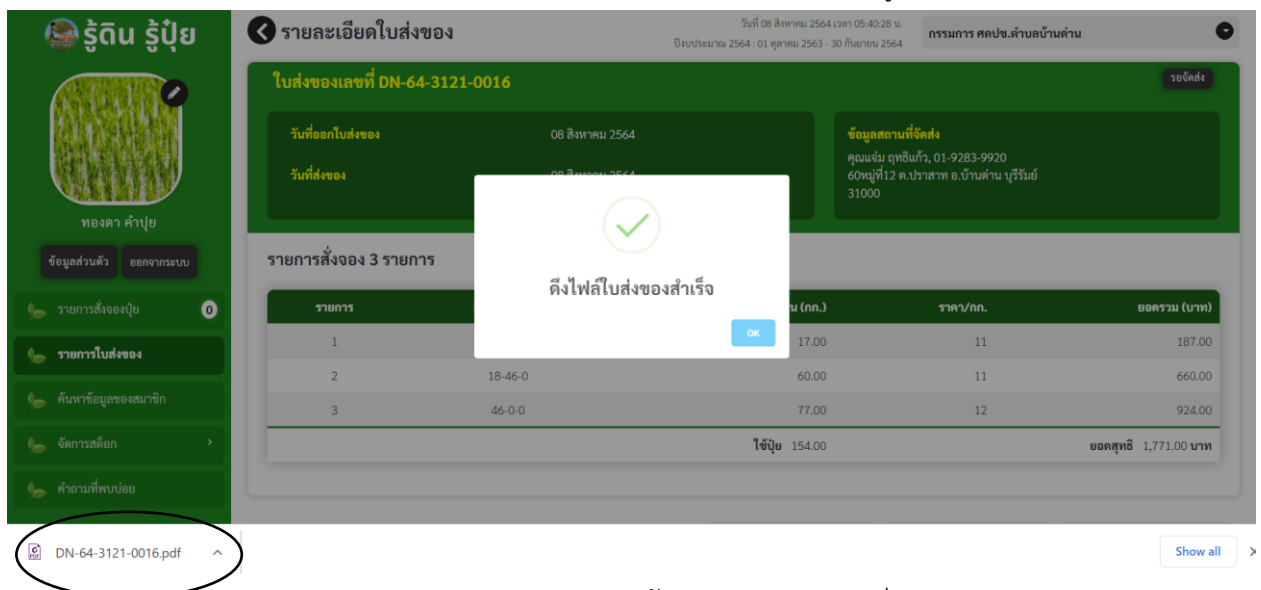 รู้ดิน รู้ปุ๋ย
รายละเอียดใบส่งของ
วันที่ 08 สิงหาคม 2564 เวลา 05:40:28 น.
ปีงบประมาณ 2564 : 01 ตุลาคม 2563 - 30 กันยายน 2564
กรรมการ ศดปช.ตำบลบ้านด่าน
ใบส่งของเลขที่ DN-64-3121-0016
รอจัดส่ง
วันที่ออกใบส่งของ 08 สิงหาคม 2564
วันที่ส่งของ
ข้อมูลสถานที่จัดส่ง
คุณแจ่ม ฤทธิแก้ว, 01-9283-9920
60หมู่ที่12 ต.ปราสาท อ.บ้านด่าน บุรีรัมย์
31000
ทองดา คำปุย
ข้อมูลส่วนตัว ออกจากระบบ
รายการสั่งจองปุ๋ย 0
รายการใบส่งของ
ค้นหาข้อมูลของสมาชิก
จัดการสต็อก
คำถามที่พบบ่อย
ดึงไฟล์ใบส่งของสำเร็จ
OK
รายการสั่งจอง 3 รายการ
รายการ (กก.) ราคา/กก. ยอดรวม (บาท)
1 17.00 11 187.00
2 18-46-0 60.00 11 660.00
3 46-0-0 77.00 12 924.00
ใช้ปุ๋ย 154.00 ยอดสุทธิ 1,771.00 บาท
DN-64-3121-0016.pdf
Show all